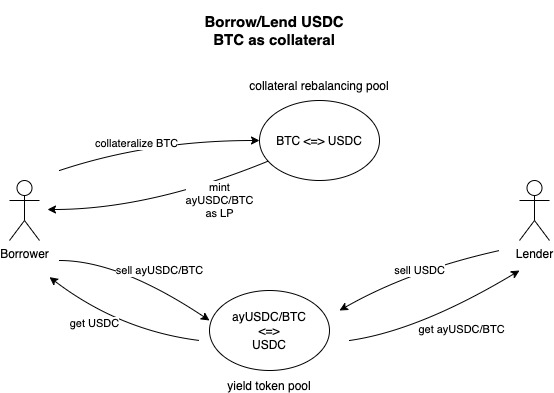 Borrow/Lend USDC
BTC as collateral
collateral rebalancing pool
collateralize BTC
BTC <=> USDC
mint
ayUSDC/BTC
as LP
Borrower
Lender
sell ayUSDC/BTC
sell USDC
get USDC
ayUSDC/BTC
<=>
USDC
get ayUSDC/BTC
yield token pool